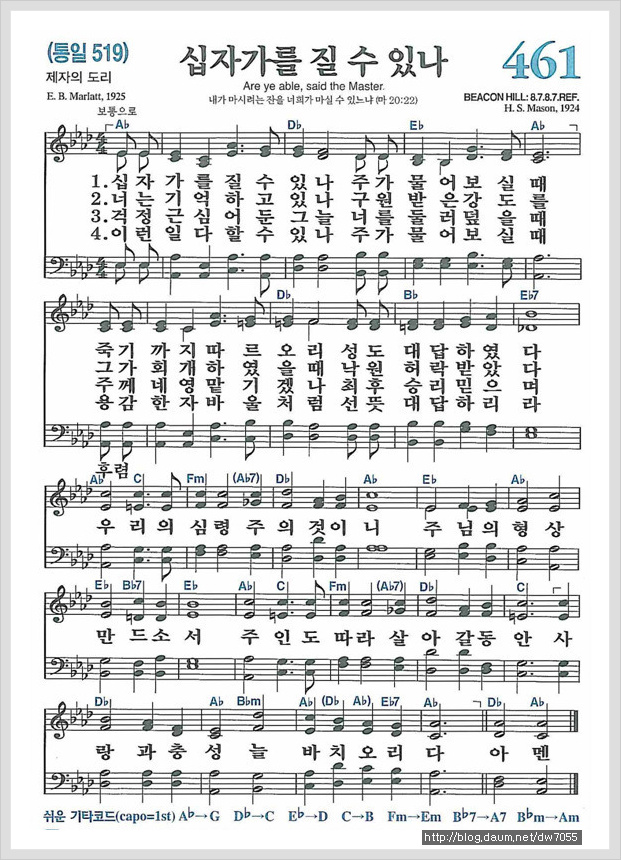 (통일 519)
십자가를 질 수 있나
461
제자의 도리
Are ye able, said the Master
E. B. Marlatt, 1925
내가 마시려는 잔을 너희가 마실 수 있느냐 (마 20:22)
BEACON HILL: 8.7.8.7.REF.
H. S. Mason, 1924
보통으로
A♭ D♭ E♭ A♭
1. 십 자 가 를 질 수 있 나 주 가 물 어 보 실 때
2. 너 는 기 억 하 고 있 나 구 원 받 은 강 도 를
3. 걱 정 근 심 어 둔 그 늘 너 를 둘 러 덮 을 때
4. 이 런 일 다 할 수 있 나 주 가 물 어 보 실 때
D♭ B♭ E♭7
죽 기 까 지 따 르 오 리 성 도 대 답 하 였 다
그 가 회 개 하 였 을 때 낙 원 허 락 받 았 다
주 께 네 영 맡 기 겠 나 최 후 승 리 믿 으 며
용 감 한 자 바 울 처 럼 선 뜻 대 답 하 리 라
후렴
A♭ C Fm (A♭7) D♭ A♭ E♭ A♭
우 리 의 심 령 주 의 것 이 니 주 님 의 형 상
E♭ B♭7 E♭ A♭ C Fm (A♭7) D♭ C
만 드 소 서 주 인 도 따 라 살 아 갈 동 안 사
D♭ A♭ B♭m A♭ (D♭ A♭) E♭7 A♭ D♭ A♭
랑 과 충 성 늘 바 치 오 리 다 아 멘
쉬운 기타코드(capo=1st) A♭→G D♭→C E♭→D C→B Fm→Em B♭7→A7 B♭m→Am
http://blog.daum.net/dw7055